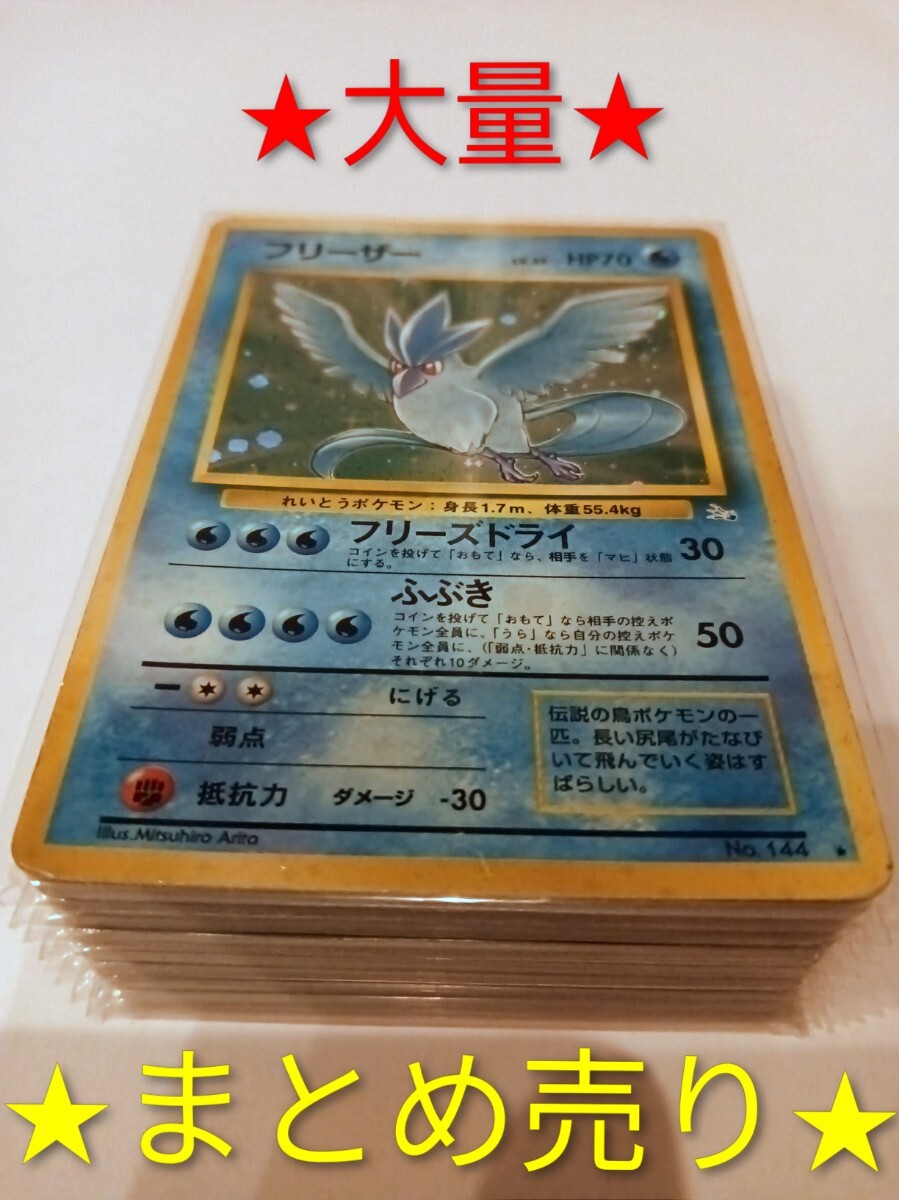 ★大量★
フリーザー HP70
れいとうポケモン：身長1.7m、体重55.4kg
フリーズドライ 30
コインを投げて「おもて」なら、相手を「マヒ」状態
にする。
ふぶき 50
コインを投げて「おもて」なら相手の控えポ
ケモン全員に、「うら」なら自分の控えポケ
モン全員に、（「弱点・抵抗力」に関係なく）
それぞれ10ダメージ。
にげる
弱点
抵抗力 ダメージ -30
伝説の鳥ポケモンの一
匹。長い尻尾がたなび
いて飛んでいく姿はす
ばらしい。
Illus.Mitsuhiro Arita
No.144 ★
★まとめ売り★